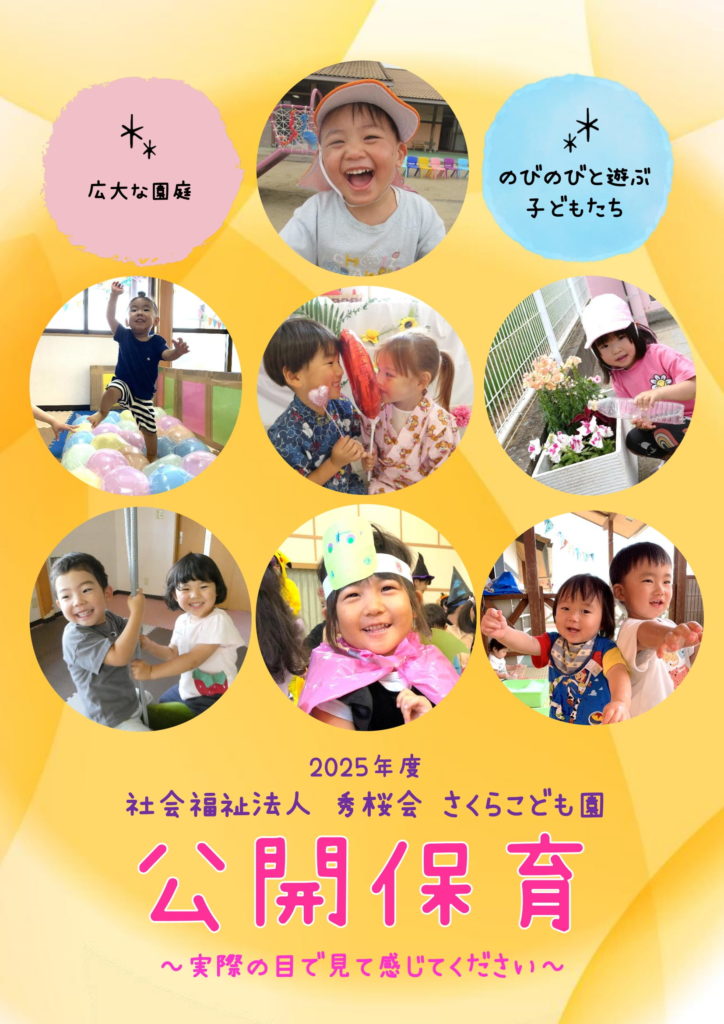 広大な園庭
のびのびと遊ぶ
子どもたち
2025年度
社会福祉法人 秀桜会 さくらこども園
公開保育
～実際の目で見て感じてください～